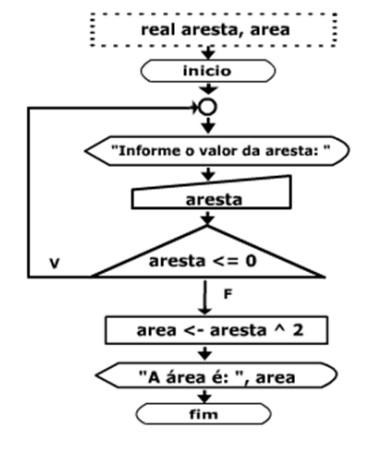 real aresta, area
inicio
"Informe o valor da aresta: "
aresta
aresta <= 0
V
F
area <- aresta ^ 2
"A área é: ", area
fim